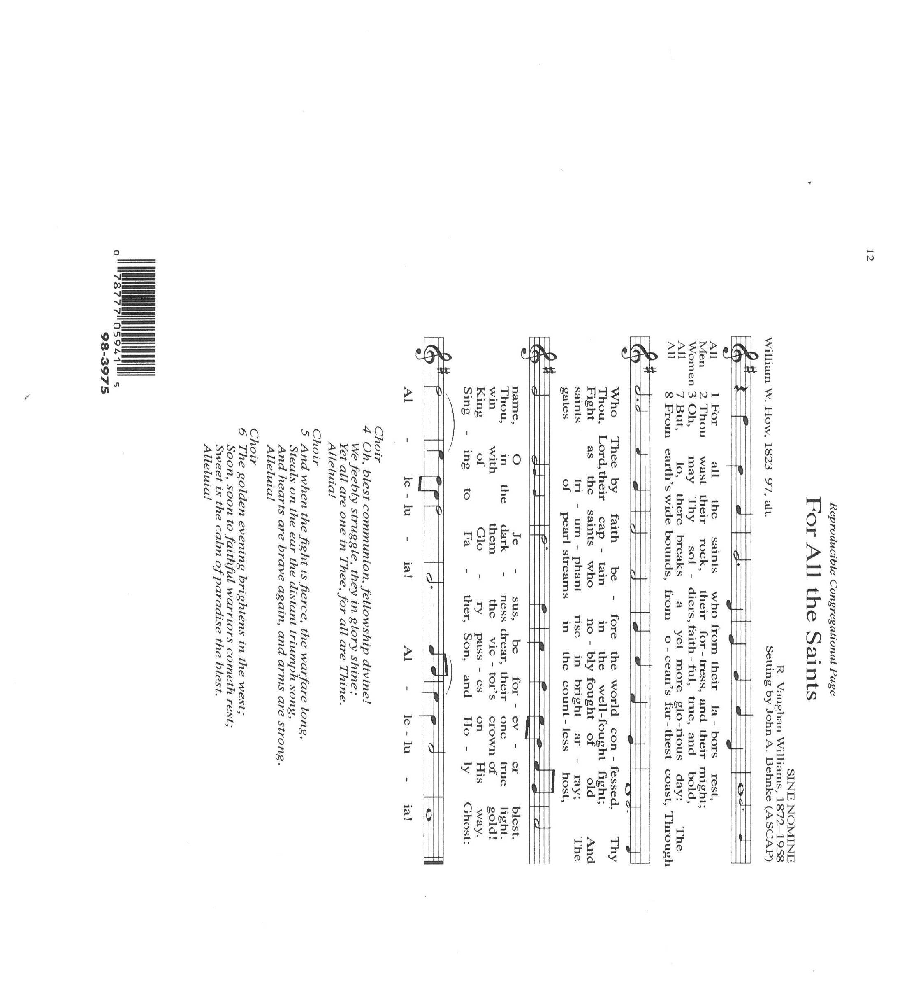 12
Reproducible Congregational Page
For All the Saints
SINE NOMINE
R. Vaughan Williams, 1872–1958
William W. How, 1823–97, alt.
Setting by John A. Behnke (ASCAP)
All 1 For all the saints who from their la - bors rest,
Men 2 Thou wast their rock, their for - tress, and their might;
Women 3 Oh, may Thy sol - diers, faith - ful, true, and bold,
All 7 But, lo, there breaks a yet more glo - rious day: The
All 8 From earth's wide bounds, from o - cean's far - thest coast, Through
Who Thee by faith be - fore the world con - fessed, Thy
Thou, Lord, their cap - tain in the well-fought fight;
Fight as the saints who no - bly fought of old And
saints tri - um - phant rise in bright ar - ray; The
gates of pearl streams in the count - less host,
name, O Je - sus, be for - ev - er blest.
Thou, in the dark - ness drear, their one true light.
win with them the vic - tor's crown of gold!
King of Glo - ry pass - es on His way.
Sing - ing to Fa - ther, Son, and Ho - ly Ghost:
Al - le - lu - ia! Al - le - lu - ia!
Choir
4 Oh, blest communion, fellowship divine!
We feebly struggle, they in glory shine;
Yet all are one in Thee, for all are Thine.
Alleluia!
Choir
5 And when the fight is fierce, the warfare long,
Steals on the ear the distant triumph song,
And hearts are brave again, and arms are strong.
Alleluia!
Choir
6 The golden evening brightens in the west;
Soon, soon to faithful warriors cometh rest;
Sweet is the calm of paradise the blest.
Alleluia!
0 78777 05941 5
98-3975